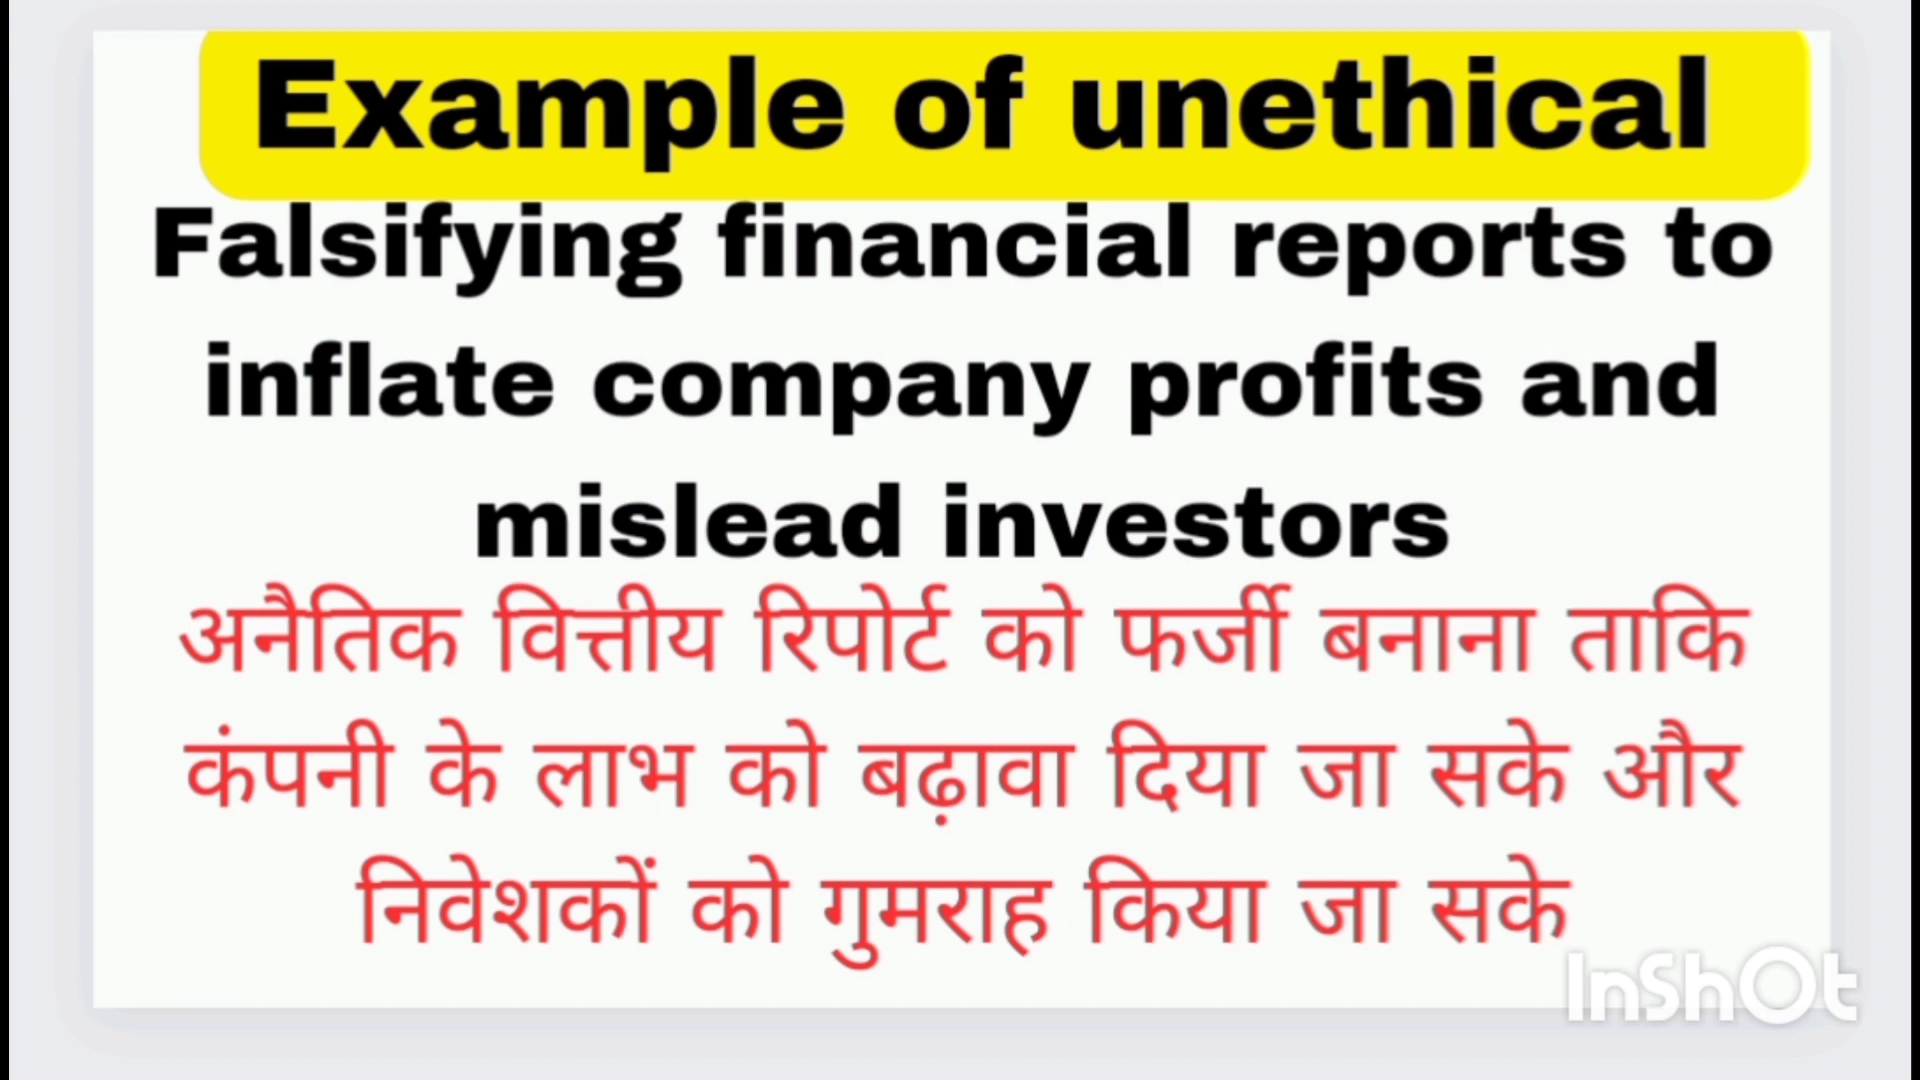 Example of unethical
Falsifying financial reports to
inflate company profits and
mislead investors
अनैतिक वित्तीय रिपोर्ट को फर्जी बनाना ताकि
कंपनी के लाभ को बढ़ावा दिया जा सके और
निवेशकों को गुमराह किया जा सके
InShOt